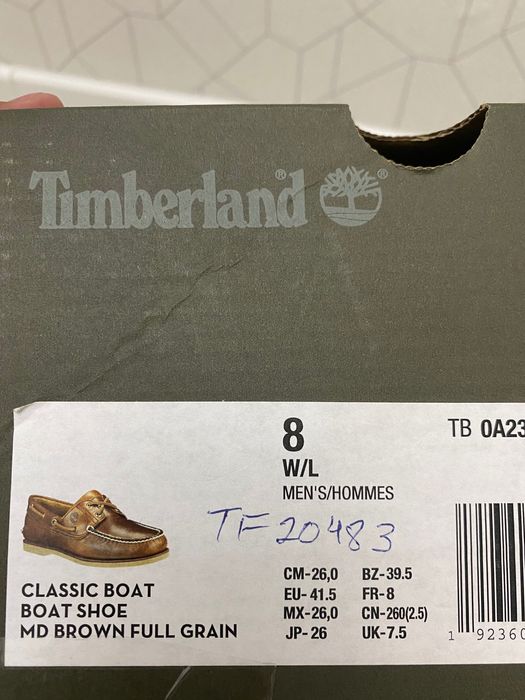 Timberland® ®
8
TB 0A23
W/L
MEN'S/HOMMES
TF 20483
CM-26,0 BZ-39.5
EU- 41.5 FR-8
MX-26,0 CN-260(2.5)
JP- 26 UK-7.5
CLASSIC BOAT
BOAT SHOE
MD BROWN FULL GRAIN
1 92360